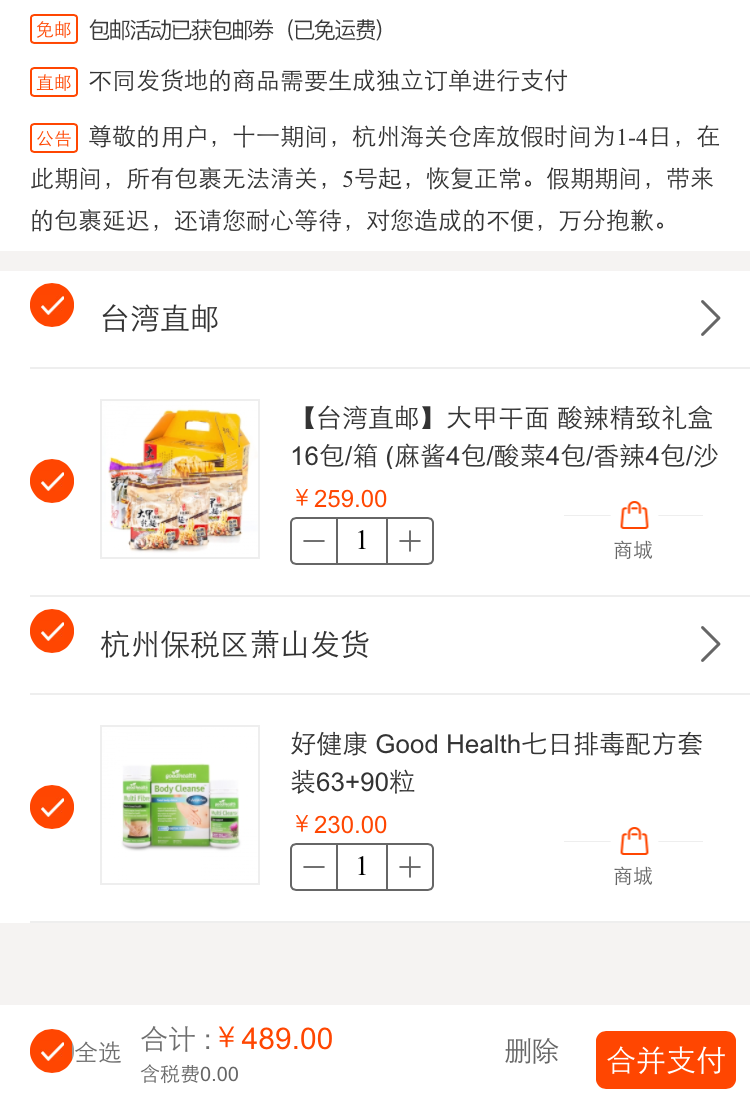 免邮 包邮活动已获包邮券（已免运费）
直邮 不同发货地的商品需要生成独立订单进行支付
公告 尊敬的用户，十一期间，杭州海关仓库放假时间为1-4日，在
此期间，所有包裹无法清关，5号起，恢复正常。假期期间，带来
的包裹延迟，还请您耐心等待，对您造成的不便，万分抱歉。
台湾直邮
【台湾直邮】大甲干面 酸辣精致礼盒
16包/箱 (麻酱4包/酸菜4包/香辣4包/沙
￥259.00
1
商城
杭州保税区萧山发货
goodhealth
Body Cleanse
好健康 Good Health七日排毒配方套
装63+90粒
￥230.00
1
商城
全选
合计 : ￥489.00
含税费0.00
删除
合并支付